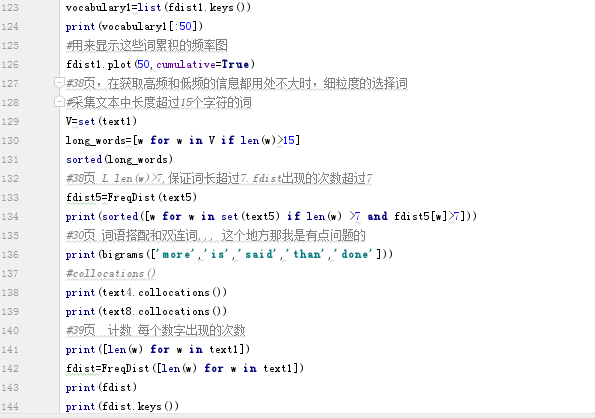 123 vocabulary1=list(fdist1.keys())
124 print(vocabulary1[:50])
125 #用来显示这些词累积的频率图
126 fdist1.plot(50,cumulative=True)
127 #38页，在获取高频和低频的信息都用处不大时，细粒度的选择词
128 #采集文本中长度超过15个字符的词
129 V=set(text1)
130 long_words=[w for w in V if len(w)>15]
131 sorted(long_words)
132 #38页 L len(w)>7,保证词长超过7.fdist出现的次数超过7
133 fdist5=FreqDist(text5)
134 print(sorted([w for w in set(text5) if len(w) >7 and fdist5[w]>7]))
135 #30页 词语搭配和双连词,,, 这个地方那我是有点问题的
136 print(bigrams(['more','is','said','than','done']))
137 #collocations()
138 print(text4.collocations())
139 print(text8.collocations())
140 #39页 计数 每个数字出现的次数
141 print([len(w) for w in text1])
142 fdist=FreqDist([len(w) for w in text1])
143 print(fdist)
144 print(fdist.keys())